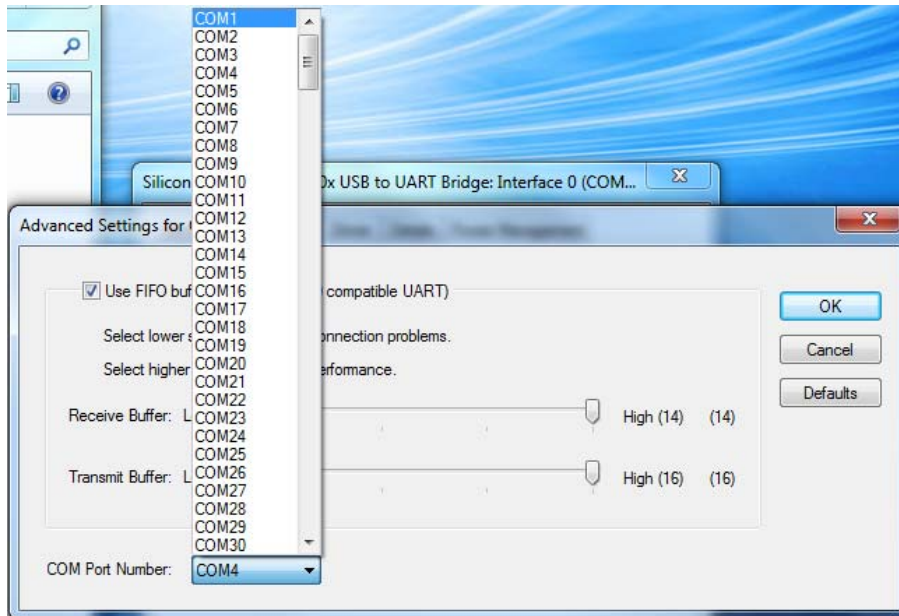 COM1
COM2
COM3
COM4
COM5
COM6
COM7
COM8
COM9
COM10
COM11
COM12
COM13
COM14
COM15
COM16
COM17
COM18
COM19
COM20
COM21
COM22
COM23
COM24
COM25
COM26
COM27
COM28
COM29
COM30
Silicon 0x USB to UART Bridge: Interface 0 (COM...
Advanced Settings for
Use FIFO buf compatible UART)
Select lower s onnection problems.
Select higher erformance.
Receive Buffer: L High (14) (14)
Transmit Buffer: L High (16) (16)
COM Port Number: COM4
OK
Cancel
Defaults